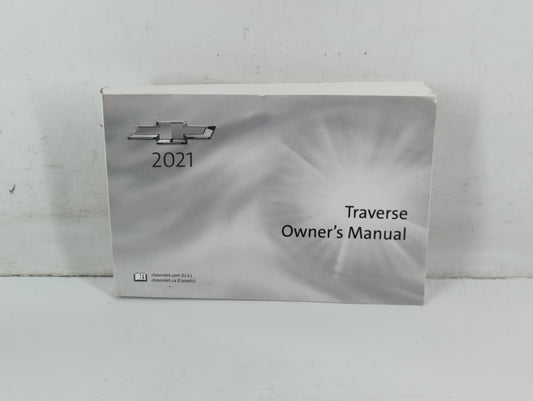 2021
Traverse
Owner's Manual
chevrolet.com (U.S.)
chevrolet.ca (Canada)